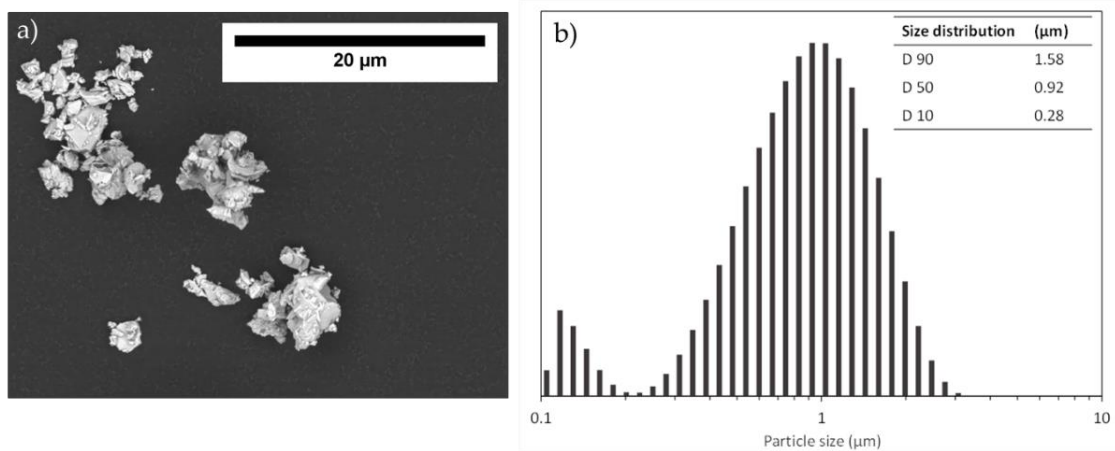 a)
20 µm
b)
Size distribution (µm)
D 90 1.58
D 50 0.92
D 10 0.28
0.1 1 10
Particle size (µm)